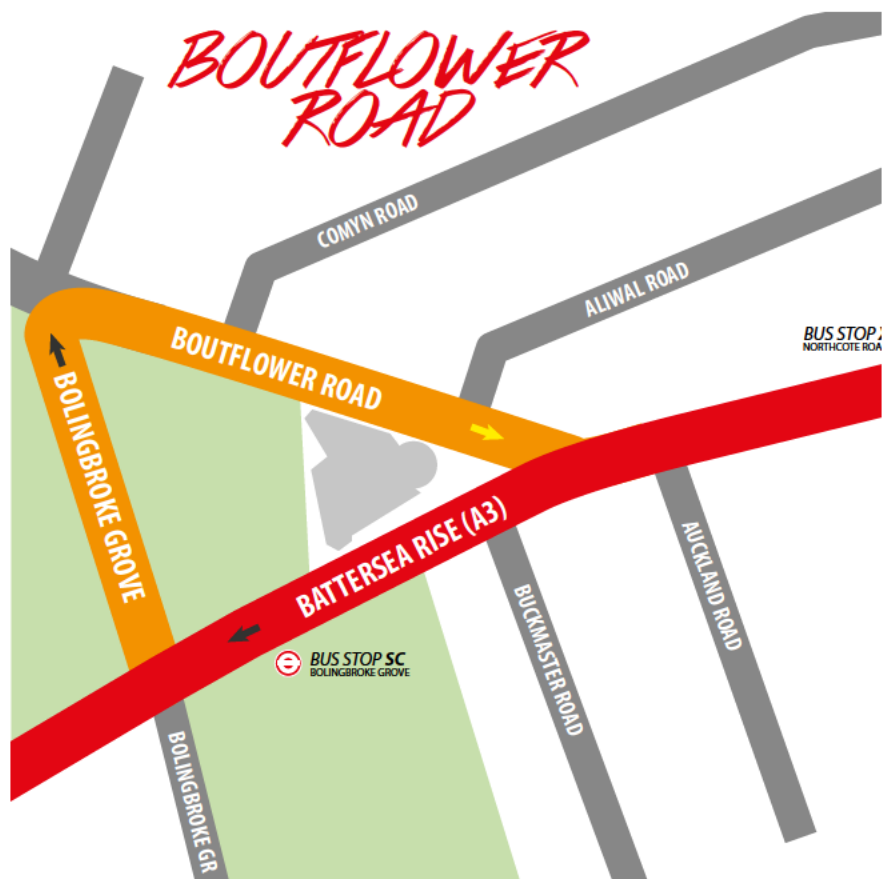 BOUTFLOWER
ROAD
COMYN ROAD
ALIWAL ROAD
BUS STOP
NORTHCOTE
BOUTFLOWER ROAD
BOLINGBROKE GROVE
BATTERSEA RISE (A3)
AUCKLAND ROAD
BUCKMASTER ROAD
BUS STOP SC
BOLINGBROKE GROVE
BOLINGBROKE GR